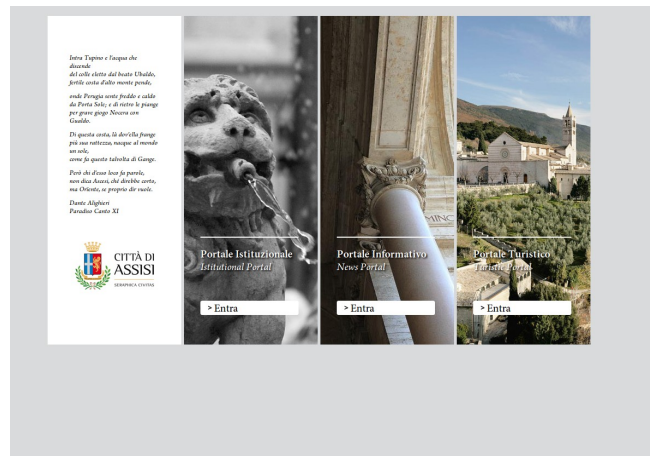 Intra Tupino e l'acqua che
discende
del colle eletto dal beato Ubaldo,
fertile costa d'alto monte pende,
onde Perugia sente freddo e caldo
da Porta Sole; e di rietro le piange
per grave giogo Nocera con
Gualdo.
Di questa costa, là dov'ella frange
più sua rattezza, nacque al mondo
un sole,
come fa questo talvolta di Gange.
Però chi d'esso loco fa parole,
non dica Ascesi, ché direbbe corto,
ma Oriente, se proprio dir vuole.
Dante Alighieri
Paradiso Canto XI
CITTÀ DI
ASSISI
SERAPHICA CIVITAS
Portale Istituzionale
Institutional Portal
> Entra
MINC
Portale Informativo
News Portal
> Entra
Portale Turistico
Turistic Portal
> Entra